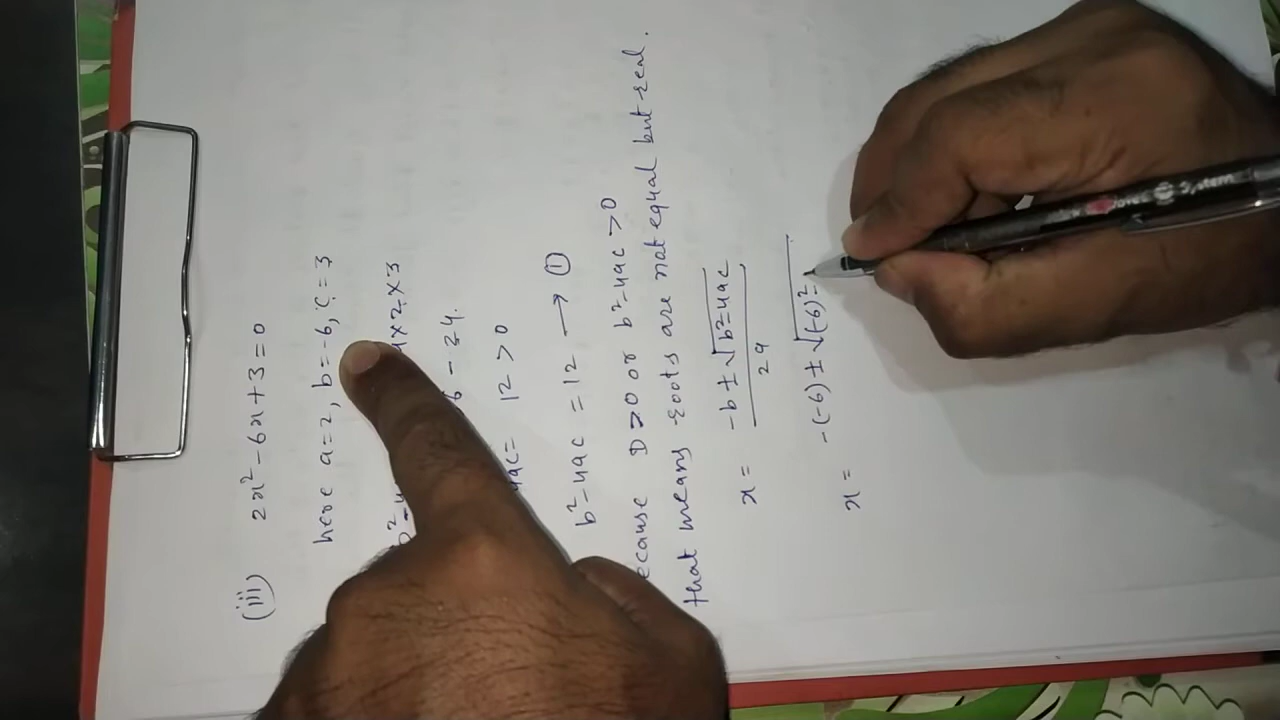 (iii) 2x² - 6x + 3 = 0
here a = 2, b = -6, c = 3
4 × 2 × 3
- 24.
12 > 0
b² - 4ac = 12 → ①
D > 0 or b² - 4ac > 0
that means roots are not equal but real.
x = -b ± √b² - 4ac / 2a
x = -(-6) ± √(-6)² -
System